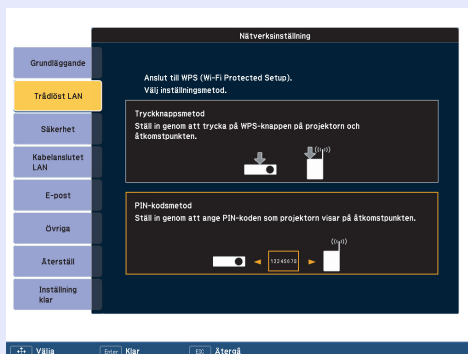 Nätverksinställning
Grundläggande
Trådlöst LAN
Säkerhet
Kabelanslutet
LAN
E-post
Övriga
Återställ
Inställning
klar
Anslut till WPS (Wi-Fi Protected Setup).
Välj inställningsmetod.
Tryckknappsmetod
Ställ in genom att trycka på WPS-knappen på projektorn och
åtkomstpunkten.
PIN-kodsmetod
Ställ in genom att ange PIN-koden som projektorn visar på åtkomstpunkten.
12345678
Välja
Enter Klar
ESC Återgå